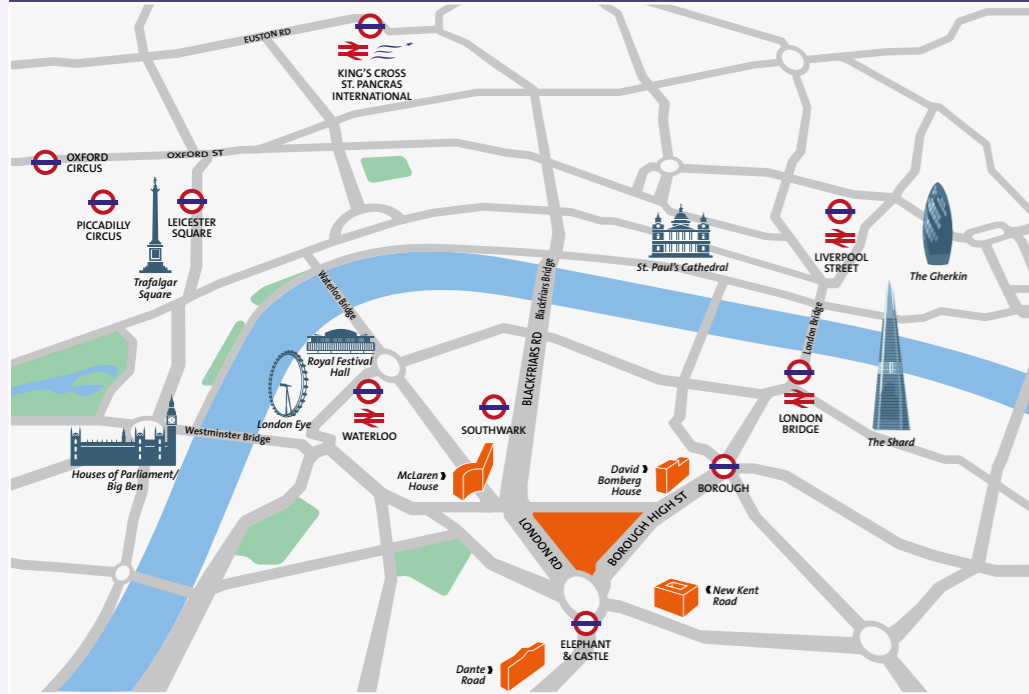 EUSTON RD
KING'S CROSS
ST. PANCRAS
INTERNATIONAL
OXFORD
CIRCUS
OXFORD ST
PICCADILLY
CIRCUS
LEICESTER
SQUARE
Trafalgar
Square
St. Paul's Cathedral
LIVERPOOL
STREET
The Gherkin
Waterloo Bridge
Blackfriars Bridge
London Bridge
Royal Festival
Hall
BLACKFRIARS RD
London Eye
WATERLOO
SOUTHWARK
LONDON
BRIDGE
The Shard
Westminster Bridge
Houses of Parliament/
Big Ben
McLaren
House
David
Bomberg
House
BOROUGH
LONDON RD
BOROUGH HIGH ST
New Kent
Road
ELEPHANT
& CASTLE
Dante
Road